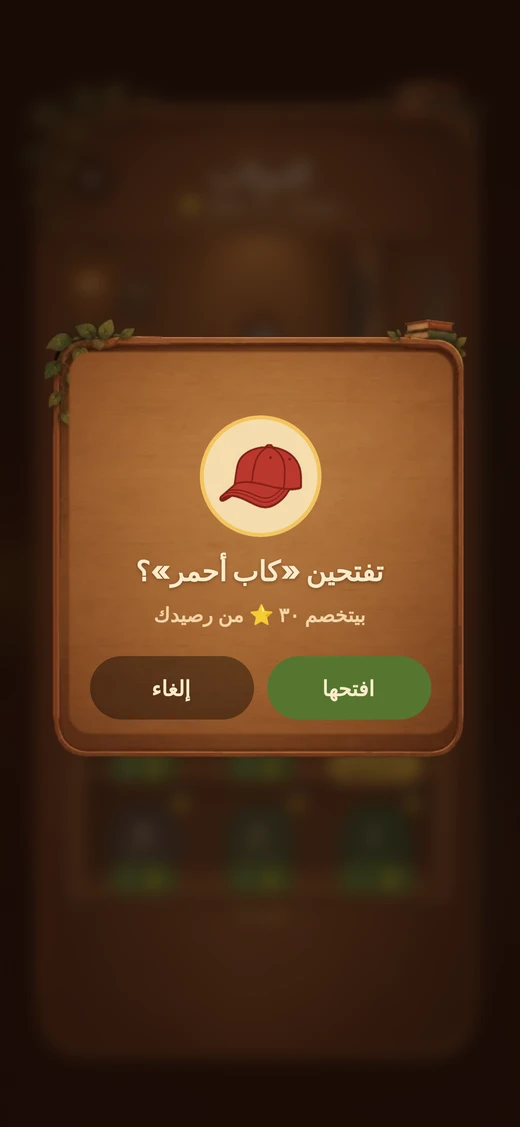 تفتحين «كاب أحمر»؟
بيتخصم ٣٠ ⭐ من رصيدك
افتحها
إلغاء